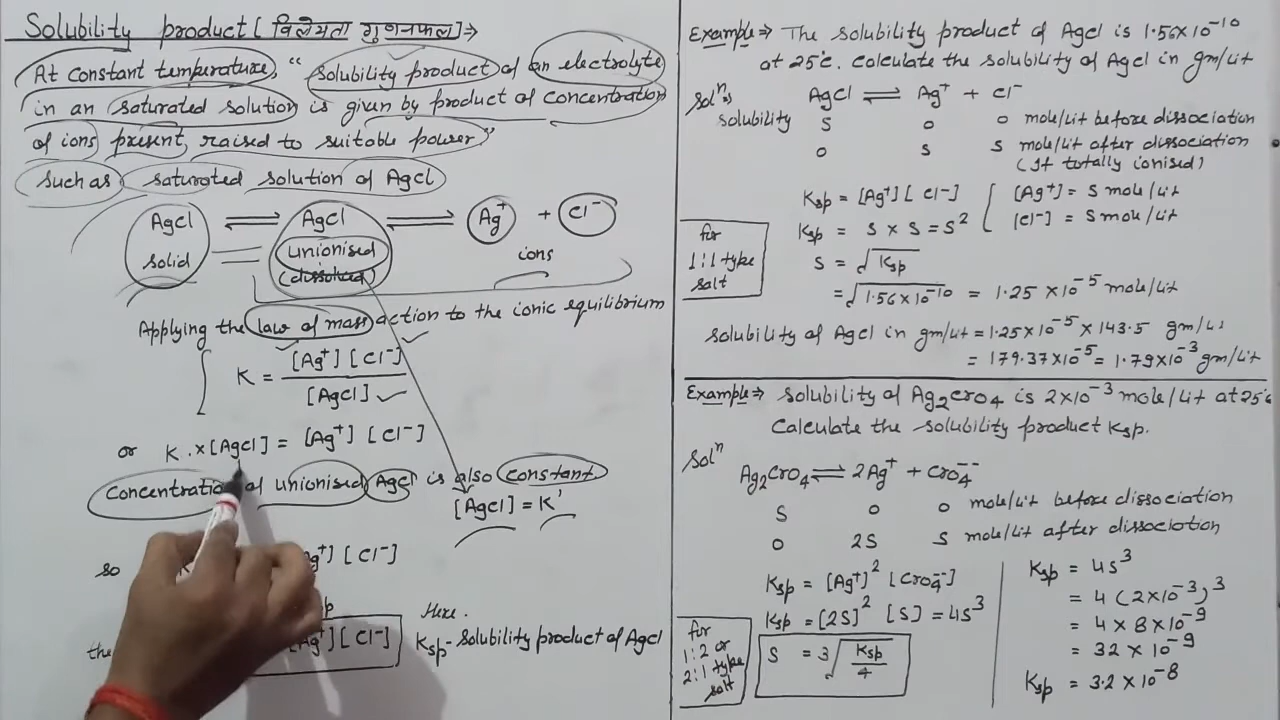 Solubility product [ विलेयता गुणनफल ] ⇒
At constant temperature, “ solubility product of an electrolyte
in an saturated solution is given by product of concentration
of ions present, raised to suitable power”
such as saturated solution of Agcl
Agcl ⇌ Agcl ⇌ Ag⁺ + cl⁻
solid unionised ions
(dissolved)
Applying the law of mass action to the ionic equilibrium
K = [Ag⁺] [cl⁻] / [Agcl]
or K . × [Agcl] = [Ag⁺] [cl⁻]
concentration of unionised Agcl is also constant
[Agcl] = K'
so [cl⁻]
Here.
[cl⁻] Ksp - solubility product of Agcl
Example ⇒ The solubility product of Agcl is 1.56×10⁻¹⁰
at 25°c. calculate the solubility of Agcl in gm/lit
solⁿ ⇒ Agcl ⇌ Ag⁺ + cl⁻
solubility S o o mole/lit before dissociation
o S S mole/lit after dissociation
(If totally ionised)
Ksp = [Ag⁺] [cl⁻] [Ag⁺] = S mole/lit
Ksp = S × S = S² [cl⁻] = S mole/lit
for
1:1 type
salt
S = √Ksp
= √1.56×10⁻¹⁰ = 1.25 ×10⁻⁵ mole/lit
solubility of Agcl in gm/lit = 1.25×10⁻⁵ × 143.5 gm/lit
= 179.37×10⁻⁵ = 1.79×10⁻³ gm/lit
Example ⇒ solubility of Ag₂cro₄ is 2×10⁻³ mole/lit at 25°c
calculate the solubility product Ksp.
solⁿ
Ag₂cro₄ ⇌ 2Ag⁺ + cro₄⁻⁻
S o o mole/lit before dissociation
o 2S S mole/lit after dissociation
Ksp = [Ag⁺]² [cro₄⁻⁻]
Ksp = [2S]² [S] = 4S³
for
1:2 or
2:1 type
salt
S = ³√Ksp/4
Ksp = 4S³
= 4 (2×10⁻³)³
= 4 × 8 × 10⁻⁹
= 32 × 10⁻⁹
Ksp = 3.2 × 10⁻⁸